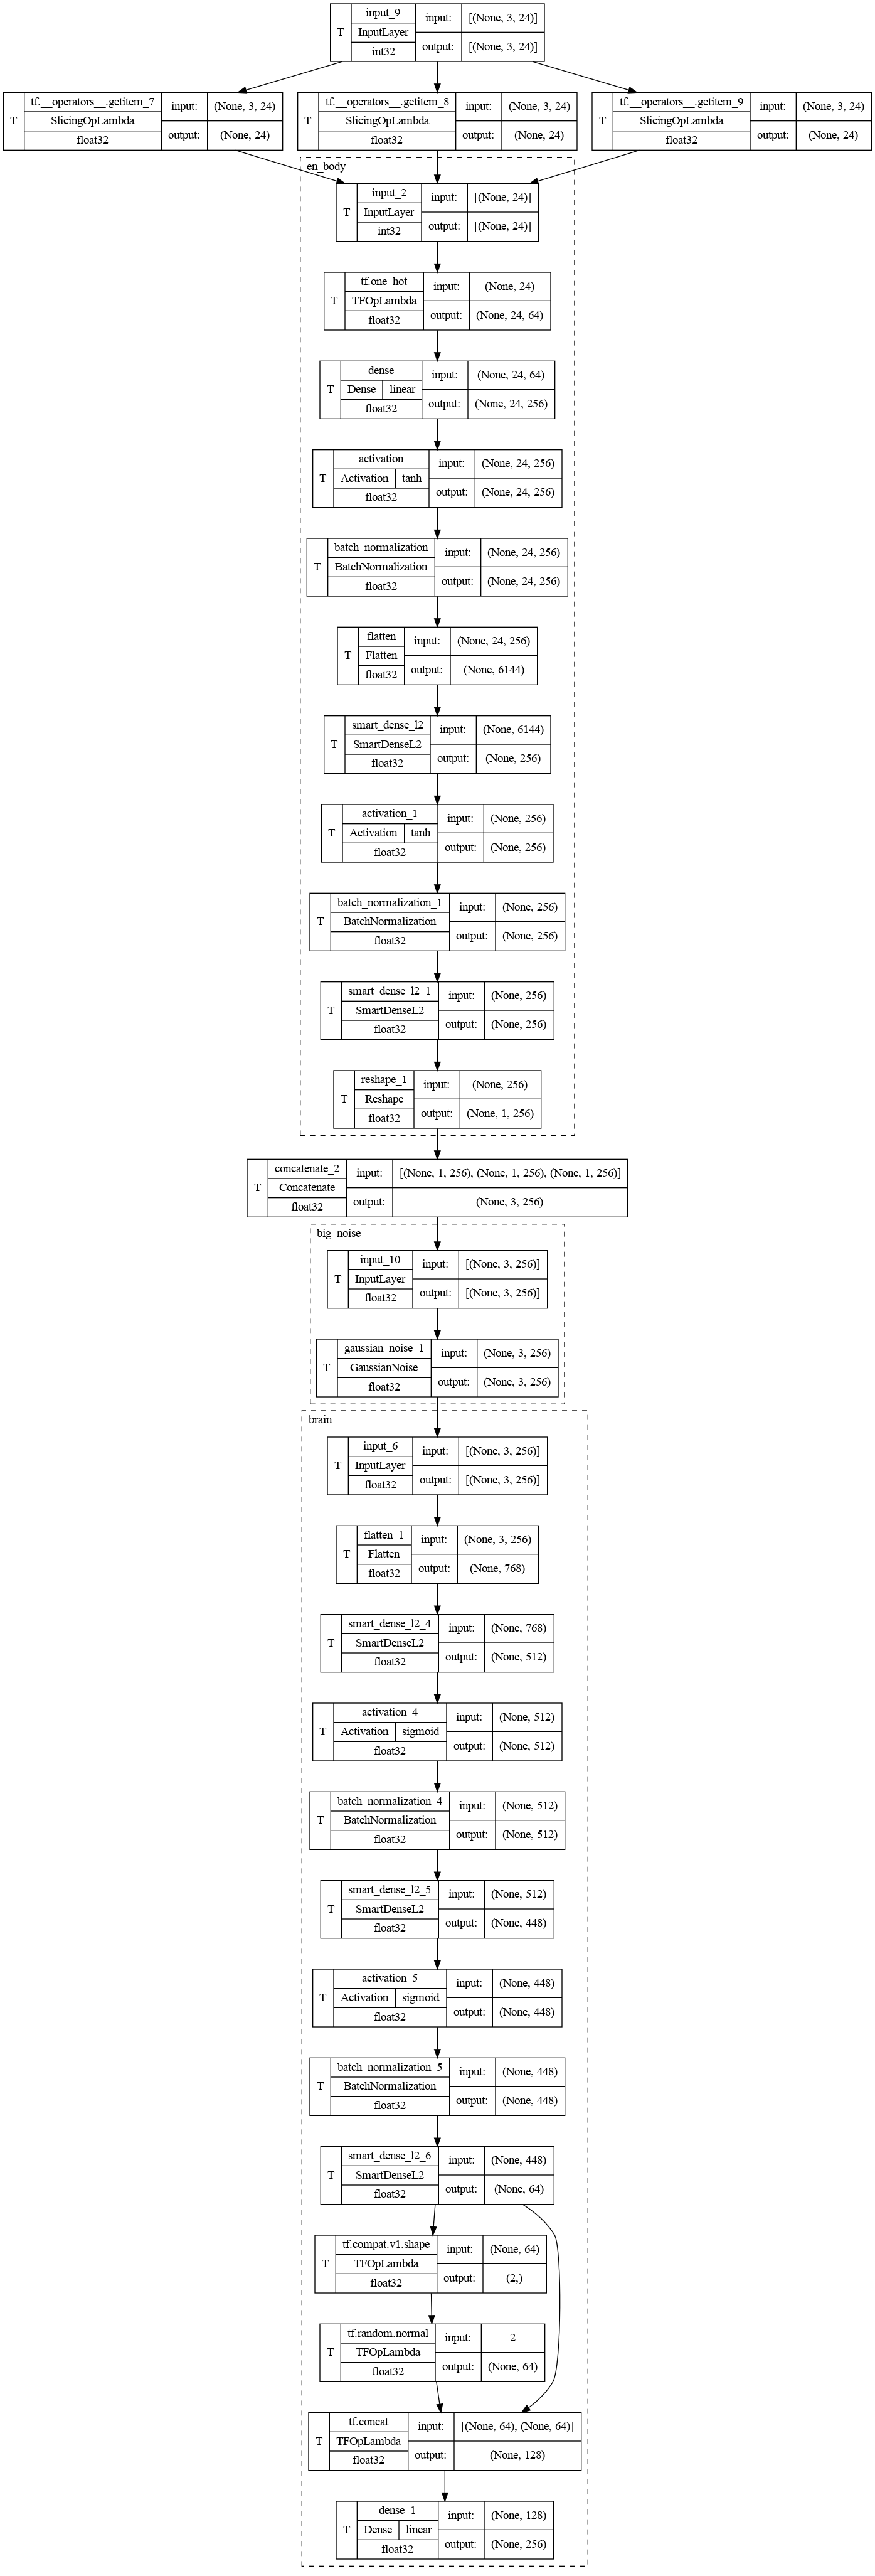 T
input_9
InputLayer
int32
input:
output:
[(None, 3, 24)]
[(None, 3, 24)]
T
tf.__operators__.getitem_7
SlicingOpLambda
float32
input:
output:
(None, 3, 24)
(None, 24)
T
tf.__operators__.getitem_8
SlicingOpLambda
float32
input:
output:
(None, 3, 24)
(None, 24)
T
tf.__operators__.getitem_9
SlicingOpLambda
float32
input:
output:
(None, 3, 24)
(None, 24)
en_body
T
input_2
InputLayer
int32
input:
output:
[(None, 24)]
[(None, 24)]
T
tf.one_hot
TFOpLambda
float32
input:
output:
(None, 24)
(None, 24, 64)
T
dense
Dense linear
float32
input:
output:
(None, 24, 64)
(None, 24, 256)
T
activation
Activation tanh
float32
input:
output:
(None, 24, 256)
(None, 24, 256)
T
batch_normalization
BatchNormalization
float32
input:
output:
(None, 24, 256)
(None, 24, 256)
T
flatten
Flatten
float32
input:
output:
(None, 24, 256)
(None, 6144)
T
smart_dense_l2
SmartDenseL2
float32
input:
output:
(None, 6144)
(None, 256)
T
activation_1
Activation tanh
float32
input:
output:
(None, 256)
(None, 256)
T
batch_normalization_1
BatchNormalization
float32
input:
output:
(None, 256)
(None, 256)
T
smart_dense_l2_1
SmartDenseL2
float32
input:
output:
(None, 256)
(None, 256)
T
reshape_1
Reshape
float32
input:
output:
(None, 256)
(None, 1, 256)
T
concatenate_2
Concatenate
float32
input:
output:
[(None, 1, 256), (None, 1, 256), (None, 1, 256)]
(None, 3, 256)
big_noise
T
input_10
InputLayer
float32
input:
output:
[(None, 3, 256)]
[(None, 3, 256)]
T
gaussian_noise_1
GaussianNoise
float32
input:
output:
(None, 3, 256)
(None, 3, 256)
brain
T
input_6
InputLayer
float32
input:
output:
[(None, 3, 256)]
[(None, 3, 256)]
T
flatten_1
Flatten
float32
input:
output:
(None, 3, 256)
(None, 768)
T
smart_dense_l2_4
SmartDenseL2
float32
input:
output:
(None, 768)
(None, 512)
T
activation_4
Activation sigmoid
float32
input:
output:
(None, 512)
(None, 512)
T
batch_normalization_4
BatchNormalization
float32
input:
output:
(None, 512)
(None, 512)
T
smart_dense_l2_5
SmartDenseL2
float32
input:
output:
(None, 512)
(None, 448)
T
activation_5
Activation sigmoid
float32
input:
output:
(None, 448)
(None, 448)
T
batch_normalization_5
BatchNormalization
float32
input:
output:
(None, 448)
(None, 448)
T
smart_dense_l2_6
SmartDenseL2
float32
input:
output:
(None, 448)
(None, 64)
T
tf.compat.v1.shape
TFOpLambda
float32
input:
output:
(None, 64)
(2,)
T
tf.random.normal
TFOpLambda
float32
input:
output:
2
(None, 64)
T
tf.concat
TFOpLambda
float32
input:
output:
[(None, 64), (None, 64)]
(None, 128)
T
dense_1
Dense linear
float32
input:
output:
(None, 128)
(None, 256)